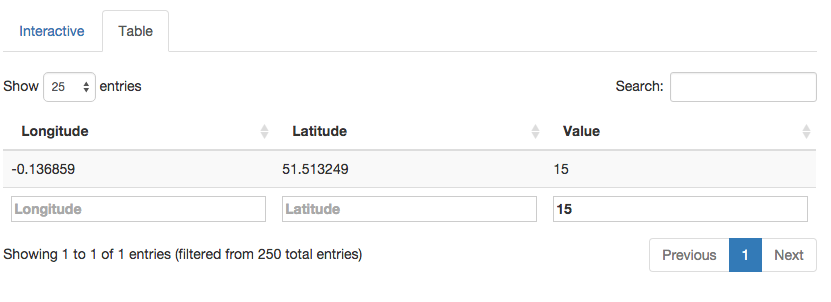 Interactive Table
Show 25 entries Search:
Longitude Latitude Value
-0.136859 51.513249 15
Longitude Latitude 15
Showing 1 to 1 of 1 entries (filtered from 250 total entries) Previous 1 Next